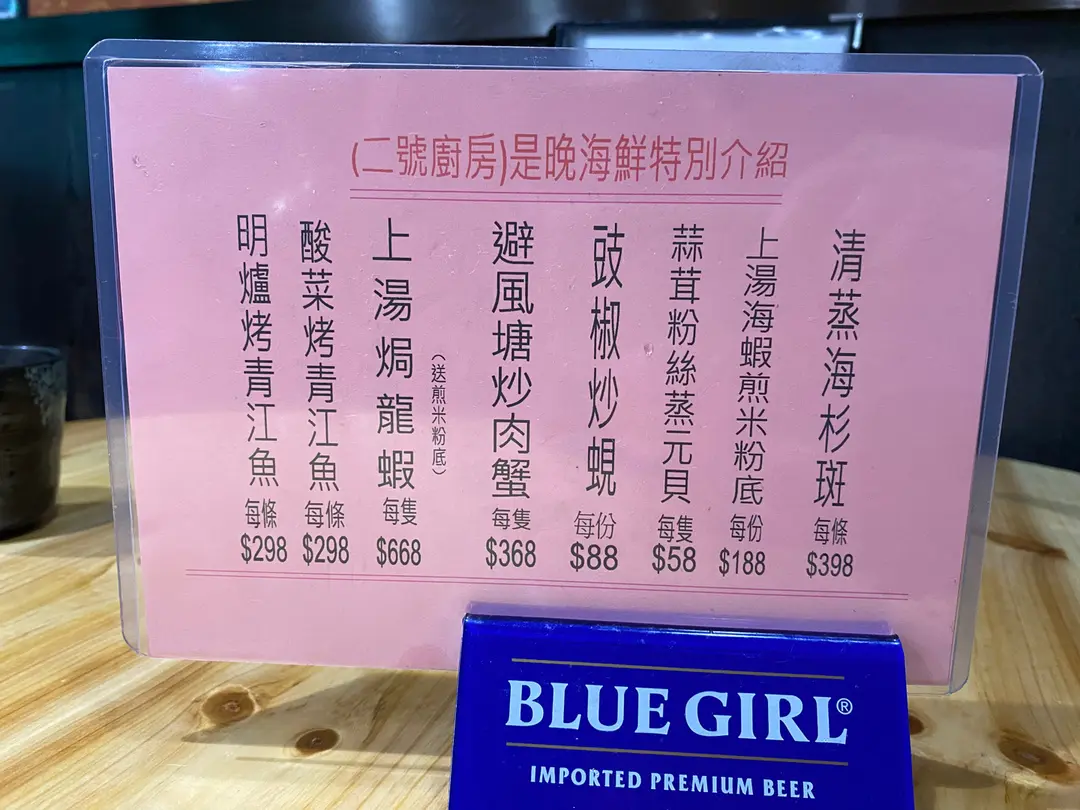 (二號廚房)是晚海鮮特別介紹
清蒸海杉斑 每條 $398
上湯海蝦煎米粉底 每份 $188
蒜茸粉絲蒸元貝 每隻 $58
豉椒炒蜆 每份 $88
避風塘炒肉蟹 每隻 $368
上湯焗龍蝦 每隻 $668
(送煎米粉底)
酸菜烤青江魚 每條 $298
明爐烤青江魚 每條 $298
BLUE GIRL®
IMPORTED PREMIUM BEER